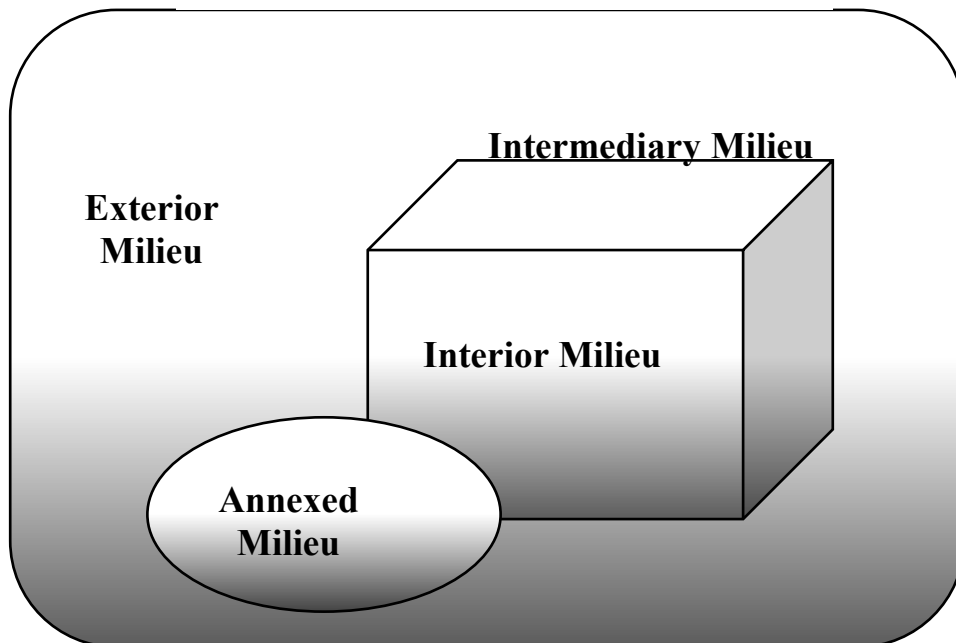 Intermediary Milieu
Exterior
Milieu
Interior Milieu
Annexed
Milieu